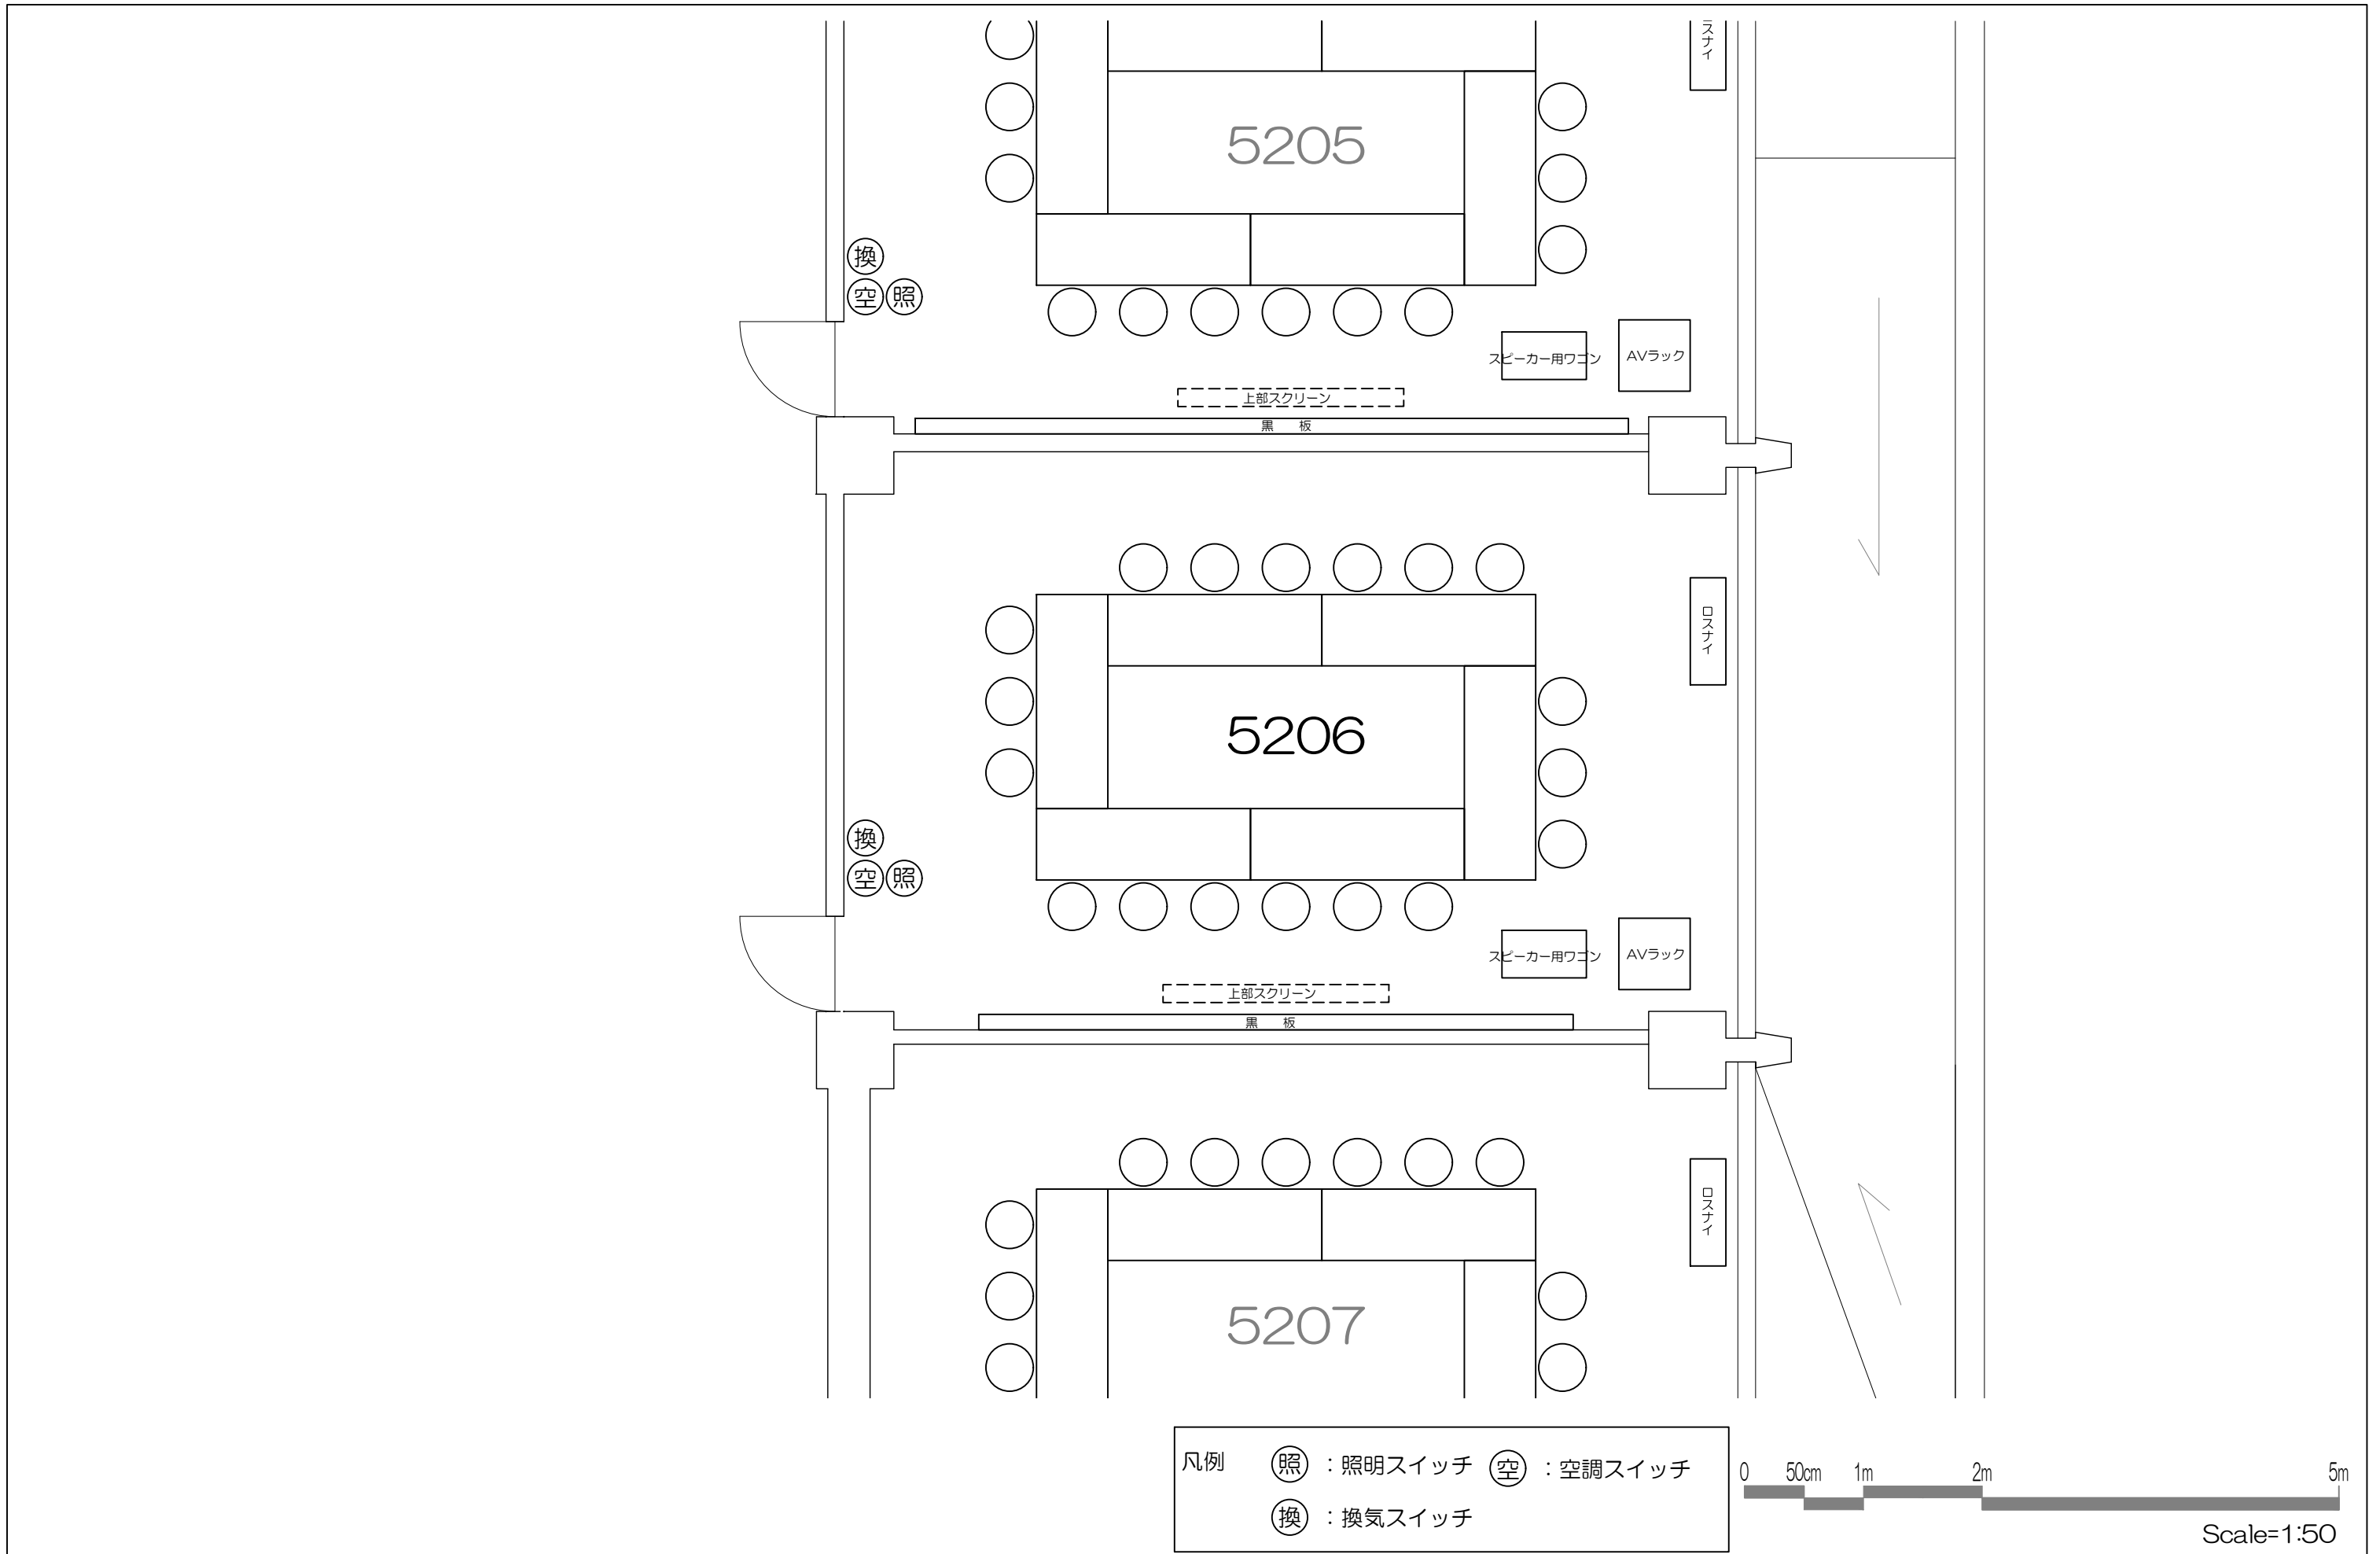 スナイ
5205
換
空 照
スピーカー用ワゴン
AVラック
上部スクリーン
黒 板
ロスナイ
5206
換
空 照
スピーカー用ワゴン
AVラック
上部スクリーン
黒 板
ロスナイ
5207
凡例 照 : 照明スイッチ 空 : 空調スイッチ
換 : 換気スイッチ
0 50cm 1m 2m 5m
Scale=1:50